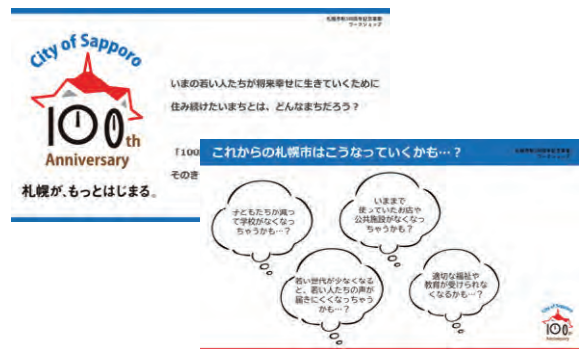 札幌市制100周年記念事業
ワークショップ
City of Sapporo
100th
Anniversary
札幌が、もっとはじまる。
いまの若い人たちが将来幸せに生きていくために
住み続けたいまちとは、どんなまちだろう？
「100
そのき
これからの札幌市はこうなっていくかも…？
札幌市制100周年記念事業
ワークショップ
子どもたちが減っ
て学校がなくなっ
ちゃうかも…？
いままで
使っていたお店や
公共施設がなくなっ
ちゃうかも？
若い世代が少なくなる
と、若い人たちの声が
届きにくくなっちゃう
かも…？
適切な福祉や
教育が受けられな
くなるかも…？
City of Sapporo
100th